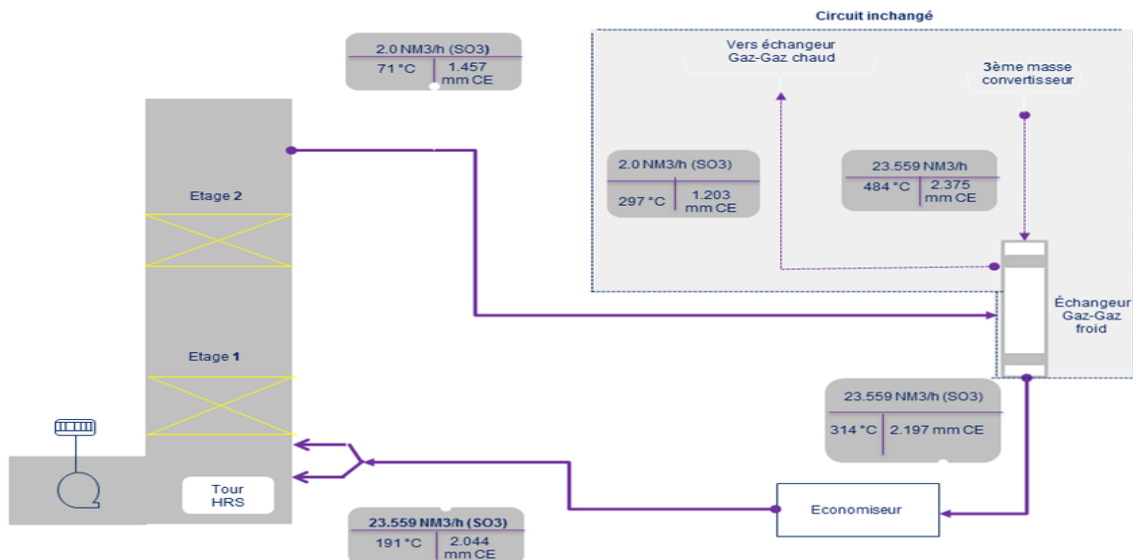 Circuit inchangé
2.0 NM3/h (SO3)
71 °C
1.457
mm CE
Vers échangeur
Gaz-Gaz chaud
3ème masse
convertisseur
2.0 NM3/h (SO3)
297 °C
1.203
mm CE
23.559 NM3/h
484 °C
2.375
mm CE
Etage 2
Échangeur
Gaz-Gaz
froid
Etage 1
23.559 NM3/h (SO3)
314 °C
2.197 mm CE
Tour
HRS
Economiseur
23.559 NM3/h (SO3)
191 °C
2.044
mm CE